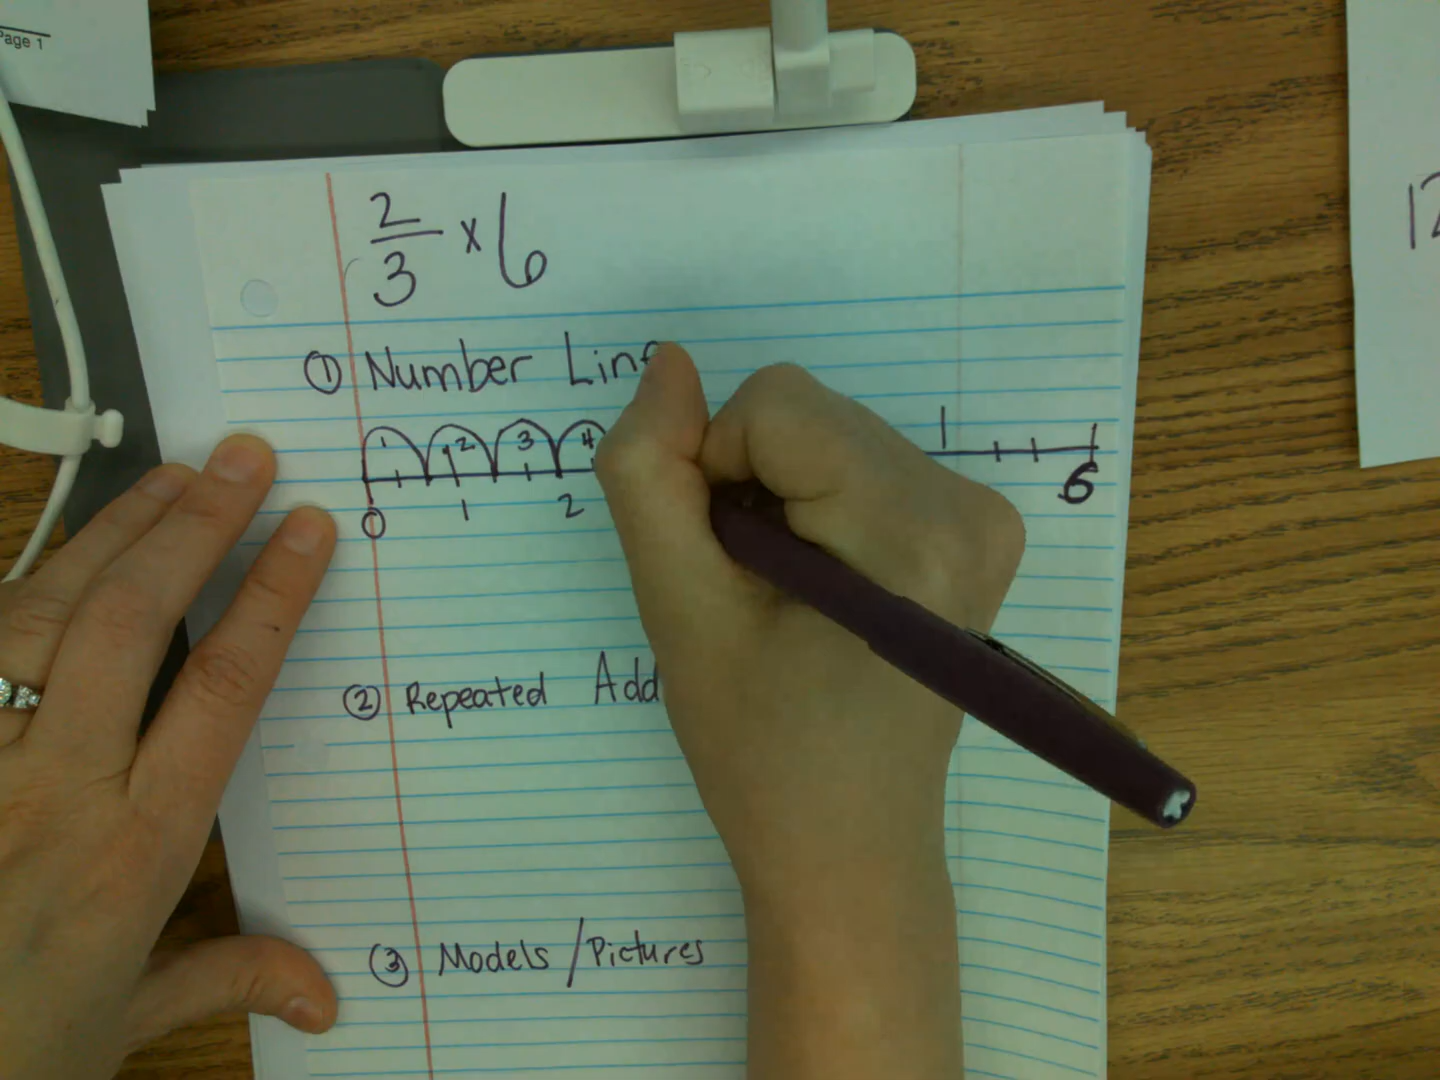 Page 1
2/3 x 6
① Number Line
1 2 3 4
0 1 2 6
② Repeated Add
③ Models/Pictures
12